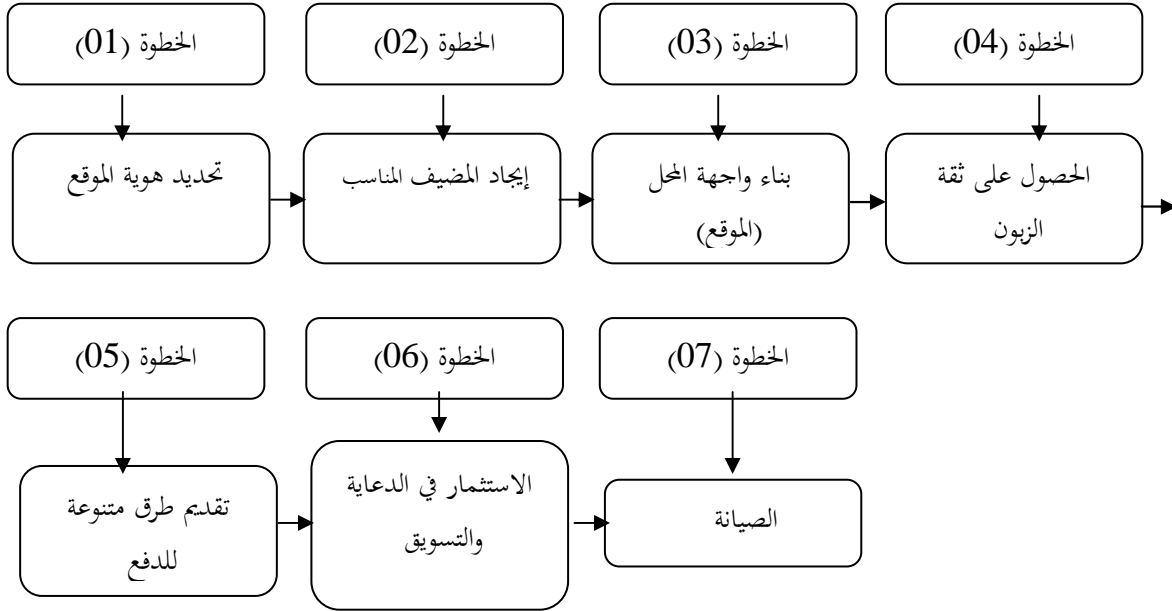 الخطوة (01)
الخطوة (02)
الخطوة (03)
الخطوة (04)
تحديد هوية الموقع
إيجاد المضيف المناسب
بناء واجهة المحل
(الموقع)
الحصول على ثقة
الزبون
الخطوة (05)
الخطوة (06)
الخطوة (07)
تقديم طرق متنوعة
للدفع
الاستثمار في الدعاية
والتسويق
الصيانة